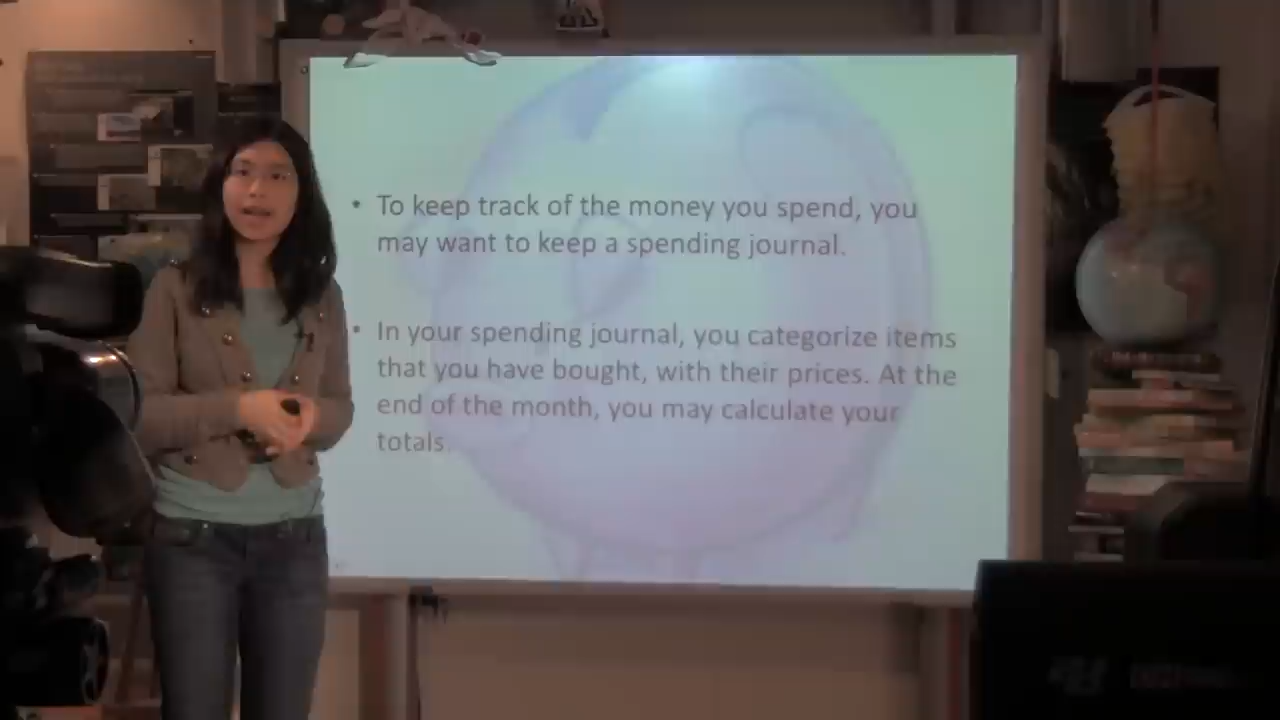 • To keep track of the money you spend, you
may want to keep a spending journal.
• In your spending journal, you categorize items
that you have bought, with their prices. At the
end of the month, you may calculate your
totals.